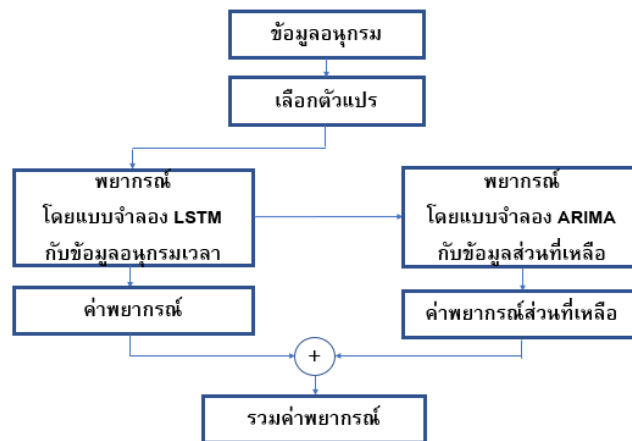 ข้อมูลอนุกรม
เลือกตัวแปร
พยากรณ์
โดยแบบจำลอง LSTM
กับข้อมูลอนุกรมเวลา
พยากรณ์
โดยแบบจำลอง ARIMA
กับข้อมูลส่วนที่เหลือ
ค่าพยากรณ์
ค่าพยากรณ์ส่วนที่เหลือ
+
รวมค่าพยากรณ์